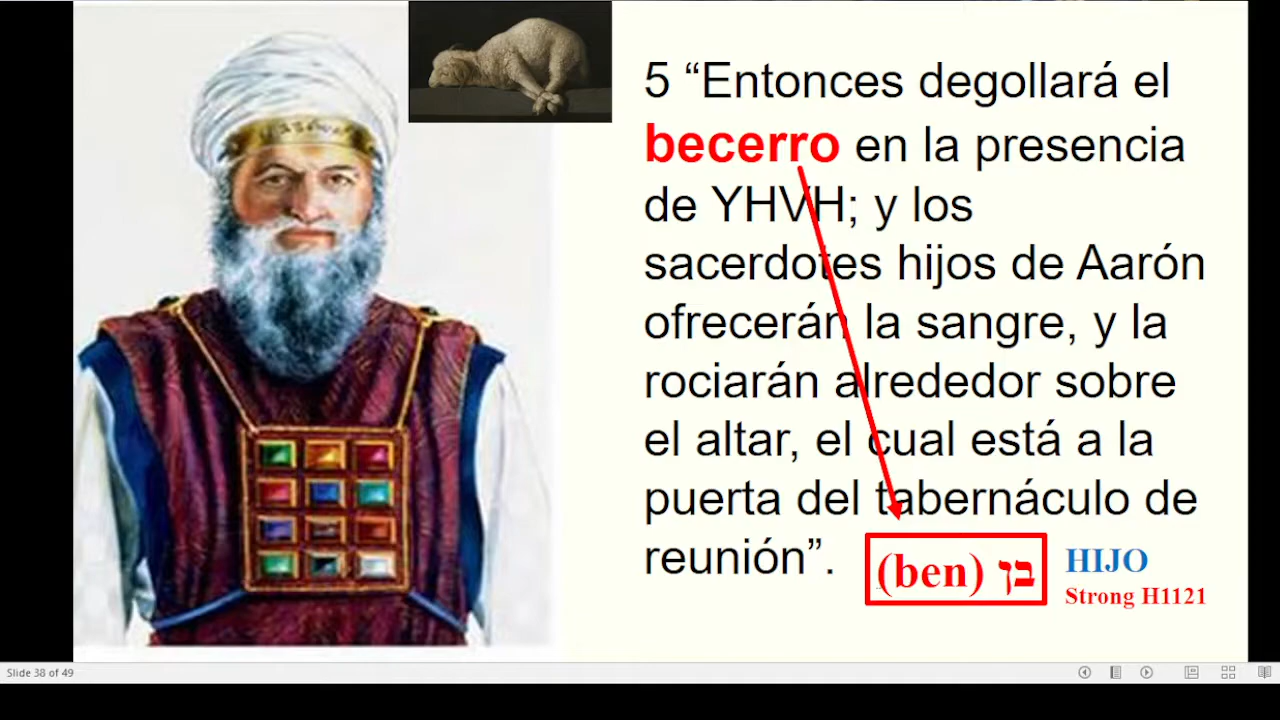 5 “Entonces degollará el
becerro en la presencia
de YHVH; y los
sacerdotes hijos de Aarón
ofrecerán la sangre, y la
rociarán alrededor sobre
el altar, el cual está a la
puerta del tabernáculo de
reunión”.
(ben) בן
HIJO
Strong H1121
Slide 38 of 49